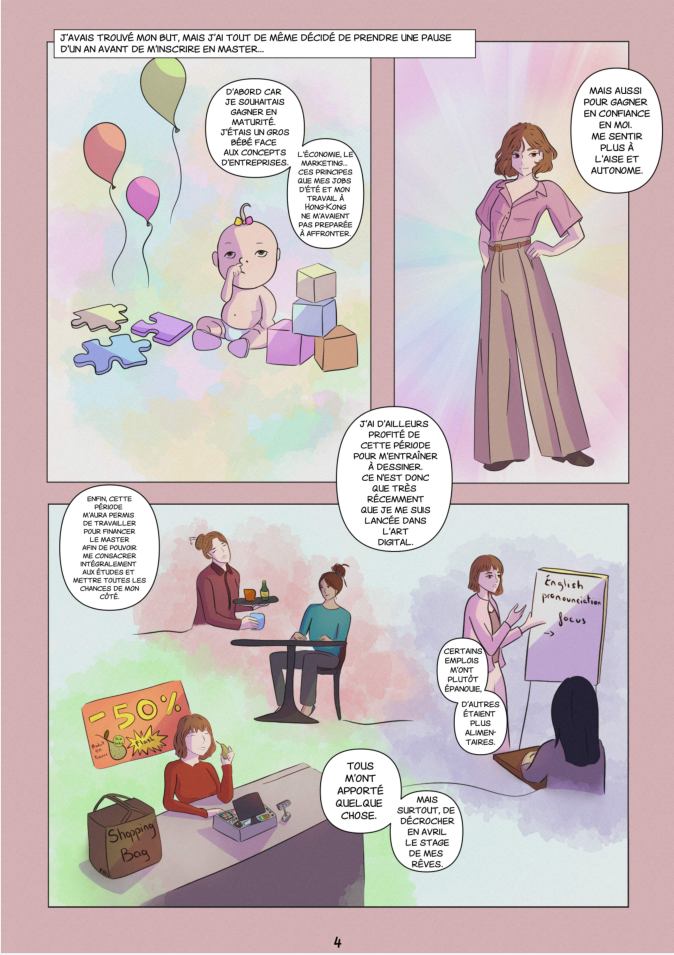 J'AVAIS TROUVÉ MON BUT, MAIS J'AI TOUT DE MÊME DÉCIDÉ DE PRENDRE UNE PAUSE
D'UN AN AVANT DE M'INSCRIRE EN MASTER...
D'ABORD CAR
JE SOUHAITAIS
GAGNER EN
MATURITÉ.
J'ÉTAIS UN GROS
BÉBÉ FACE
AUX CONCEPTS
D'ENTREPRISES.
L'ÉCONOMIE, LE
MARKETING...
CES PRINCIPES
QUE MES JOBS
D'ÉTÉ ET MON
TRAVAIL À
HONG-KONG
NE M'AVAIENT
PAS PREPARÉE
À AFFRONTER.
MAIS AUSSI
POUR GAGNER
EN CONFIANCE
EN MOI.
ME SENTIR
PLUS À
L'AISE ET
AUTONOME.
J'AI D'AILLEURS
PROFITÉ DE
CETTE PÉRIODE
POUR M'ENTRAÎNER
À DESSINER.
CE N'EST DONC
QUE TRÈS
RÉCEMMENT
QUE JE ME SUIS
LANCÉE DANS
L'ART
DIGITAL.
ENFIN, CETTE
PÉRIODE
M'AURA PERMIS
DE TRAVAILLER
POUR FINANCER
LE MASTER
AFIN DE POUVOIR
ME CONSACRER
INTÉGRALEMENT
AUX ÉTUDES ET
METTRE TOUTES LES
CHANCES DE MON
CÔTÉ.
English
pronounciation
focus
->
CERTAINS
EMPLOIS
M'ONT
PLUTÔT
ÉPANOUIE,
D'AUTRES
ÉTAIENT
PLUS
ALIMEN-
TAIRES.
-50%
Flash
Shopping
Bag
TOUS
M'ONT
APPORTÉ
QUELQUE
CHOSE.
MAIS
SURTOUT, DE
DÉCROCHER
EN AVRIL
LE STAGE
DE MES
RÊVES.
4